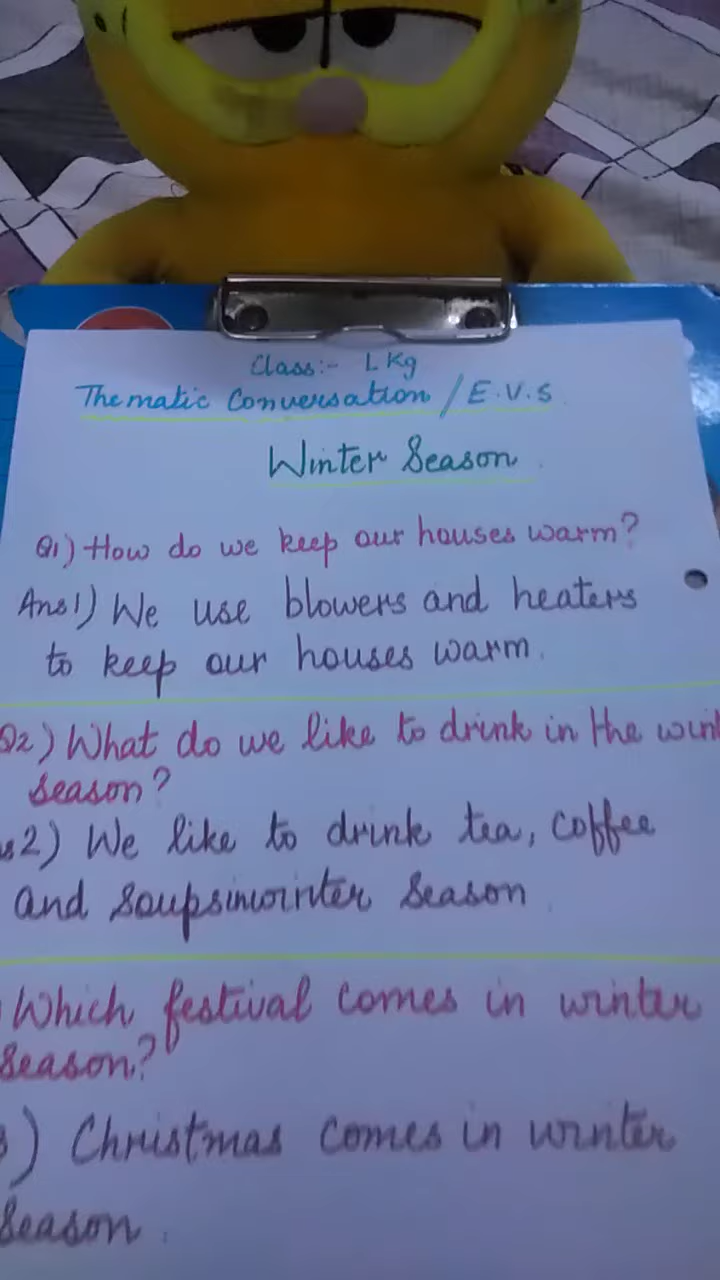 Class:- LKg
Thematic Conversation / E.V.S
Winter Season.
Q1) How do we keep our houses warm?
Ans1) We use blowers and heaters
to keep our houses warm.
Q2) What do we like to drink in the wint
season?
s2) We like to drink tea, coffee
and soupsinwinter season.
Which festival comes in winter
season?
) Christmas comes in winter
season.